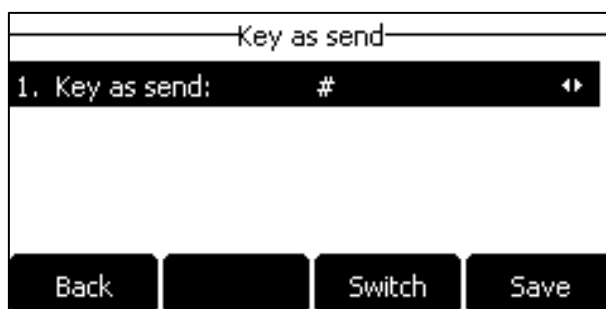 Key as send
1. Key as send: #
Back Switch Save